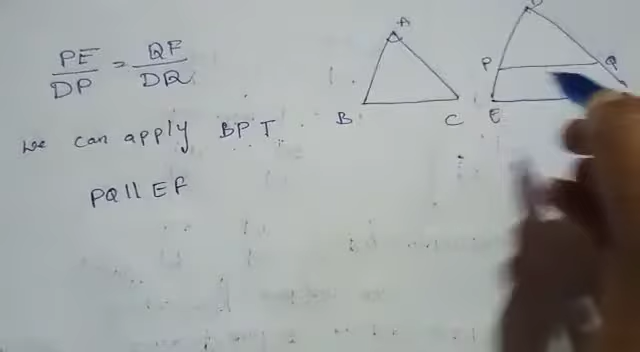 PE/DP = QF/DQ
We can apply BPT
PQ || EF
A
B
C
D
P
Q
E